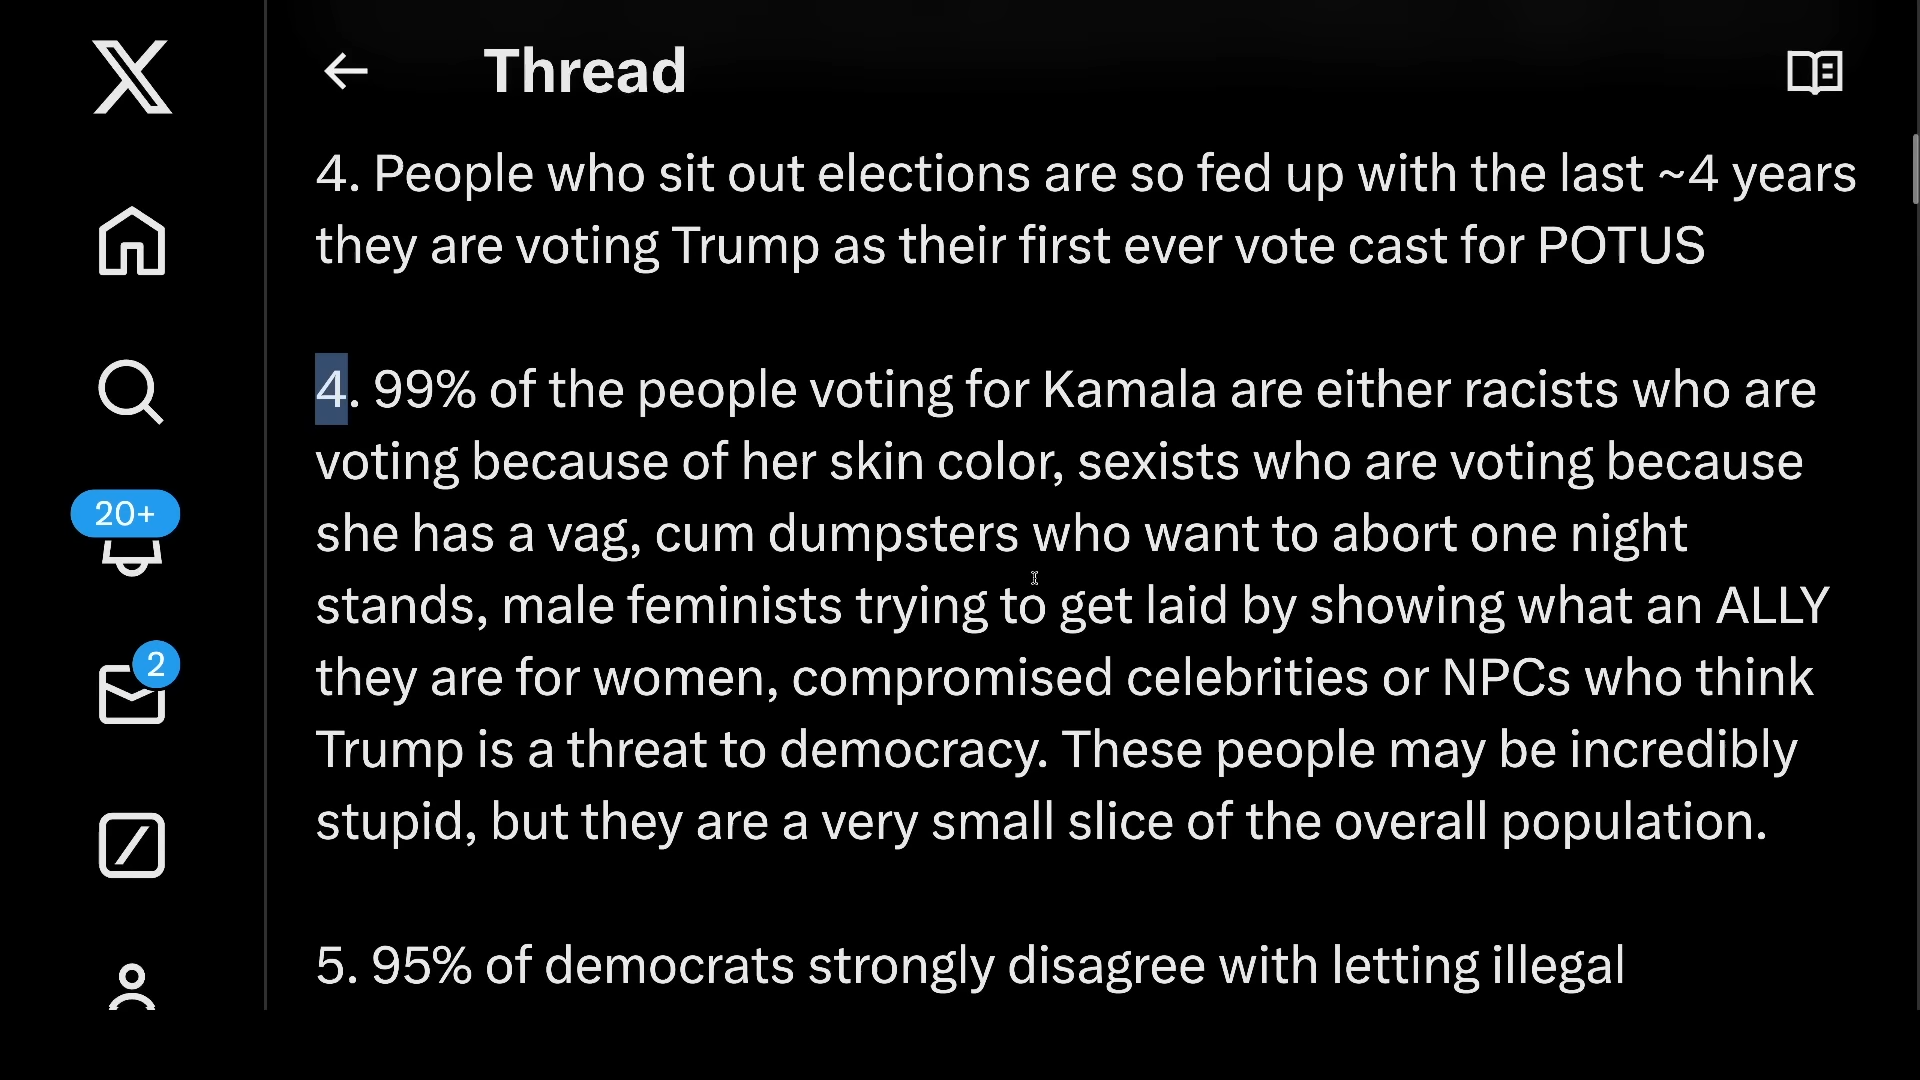 Thread
4. People who sit out elections are so fed up with the last ~4 years
they are voting Trump as their first ever vote cast for POTUS
4. 99% of the people voting for Kamala are either racists who are
voting because of her skin color, sexists who are voting because
she has a vag, cum dumpsters who want to abort one night
stands, male feminists trying to get laid by showing what an ALLY
they are for women, compromised celebrities or NPCs who think
Trump is a threat to democracy. These people may be incredibly
stupid, but they are a very small slice of the overall population.
5. 95% of democrats strongly disagree with letting illegal
20+
2